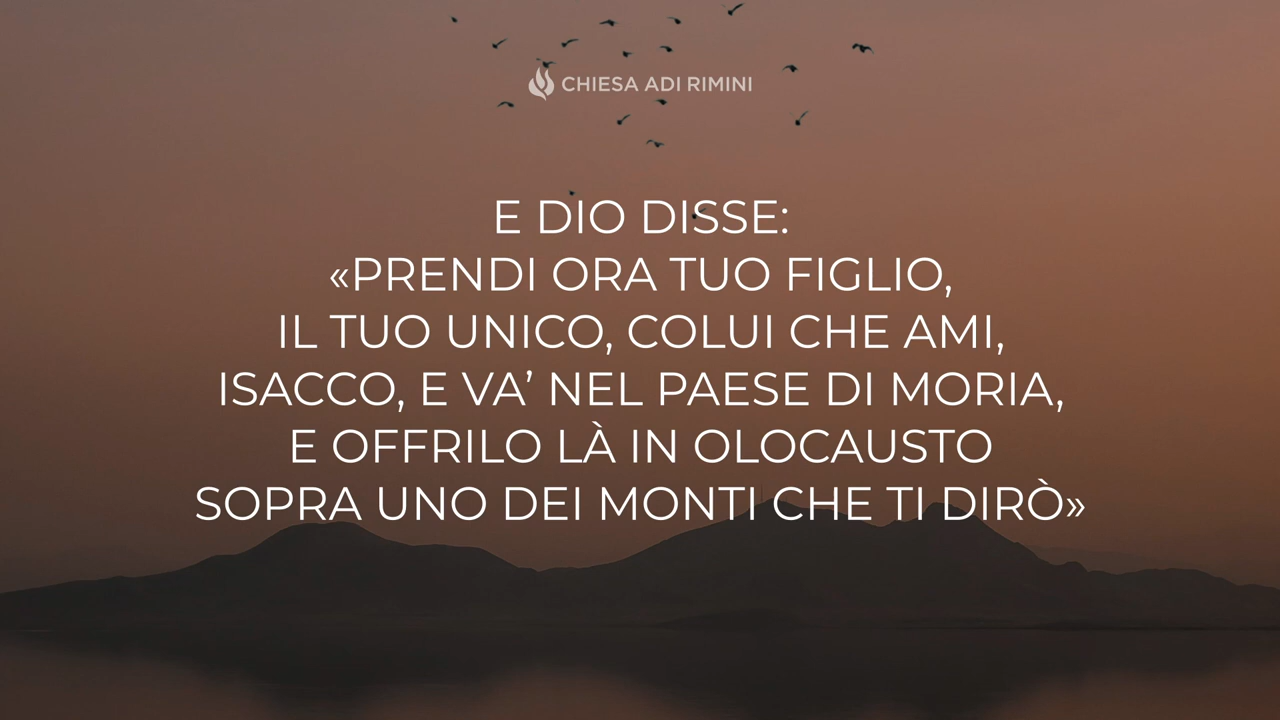 CHIESA ADI RIMINI
E DIO DISSE:
«PRENDI ORA TUO FIGLIO,
IL TUO UNICO, COLUI CHE AMI,
ISACCO, E VA’ NEL PAESE DI MORIA,
E OFFRILO LÀ IN OLOCAUSTO
SOPRA UNO DEI MONTI CHE TI DIRÒ»